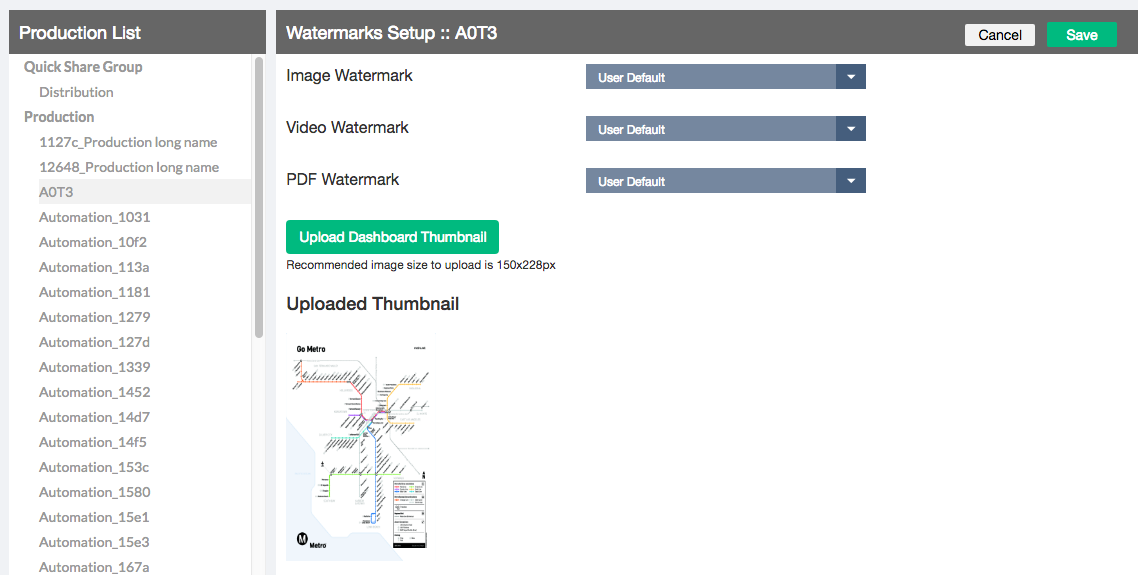 Production List
Quick Share Group
Distribution
Production
1127c_Production long name
12648_Production long name
A0T3
Automation_1031
Automation_10f2
Automation_113a
Automation_1181
Automation_1279
Automation_127d
Automation_1339
Automation_1452
Automation_14d7
Automation_14f5
Automation_153c
Automation_1580
Automation_15e1
Automation_15e3
Automation_167a
Watermarks Setup :: A0T3
Cancel
Save
Image Watermark
User Default
Video Watermark
User Default
PDF Watermark
User Default
Upload Dashboard Thumbnail
Recommended image size to upload is 150x228px
Uploaded Thumbnail
Go Metro
M
Metro